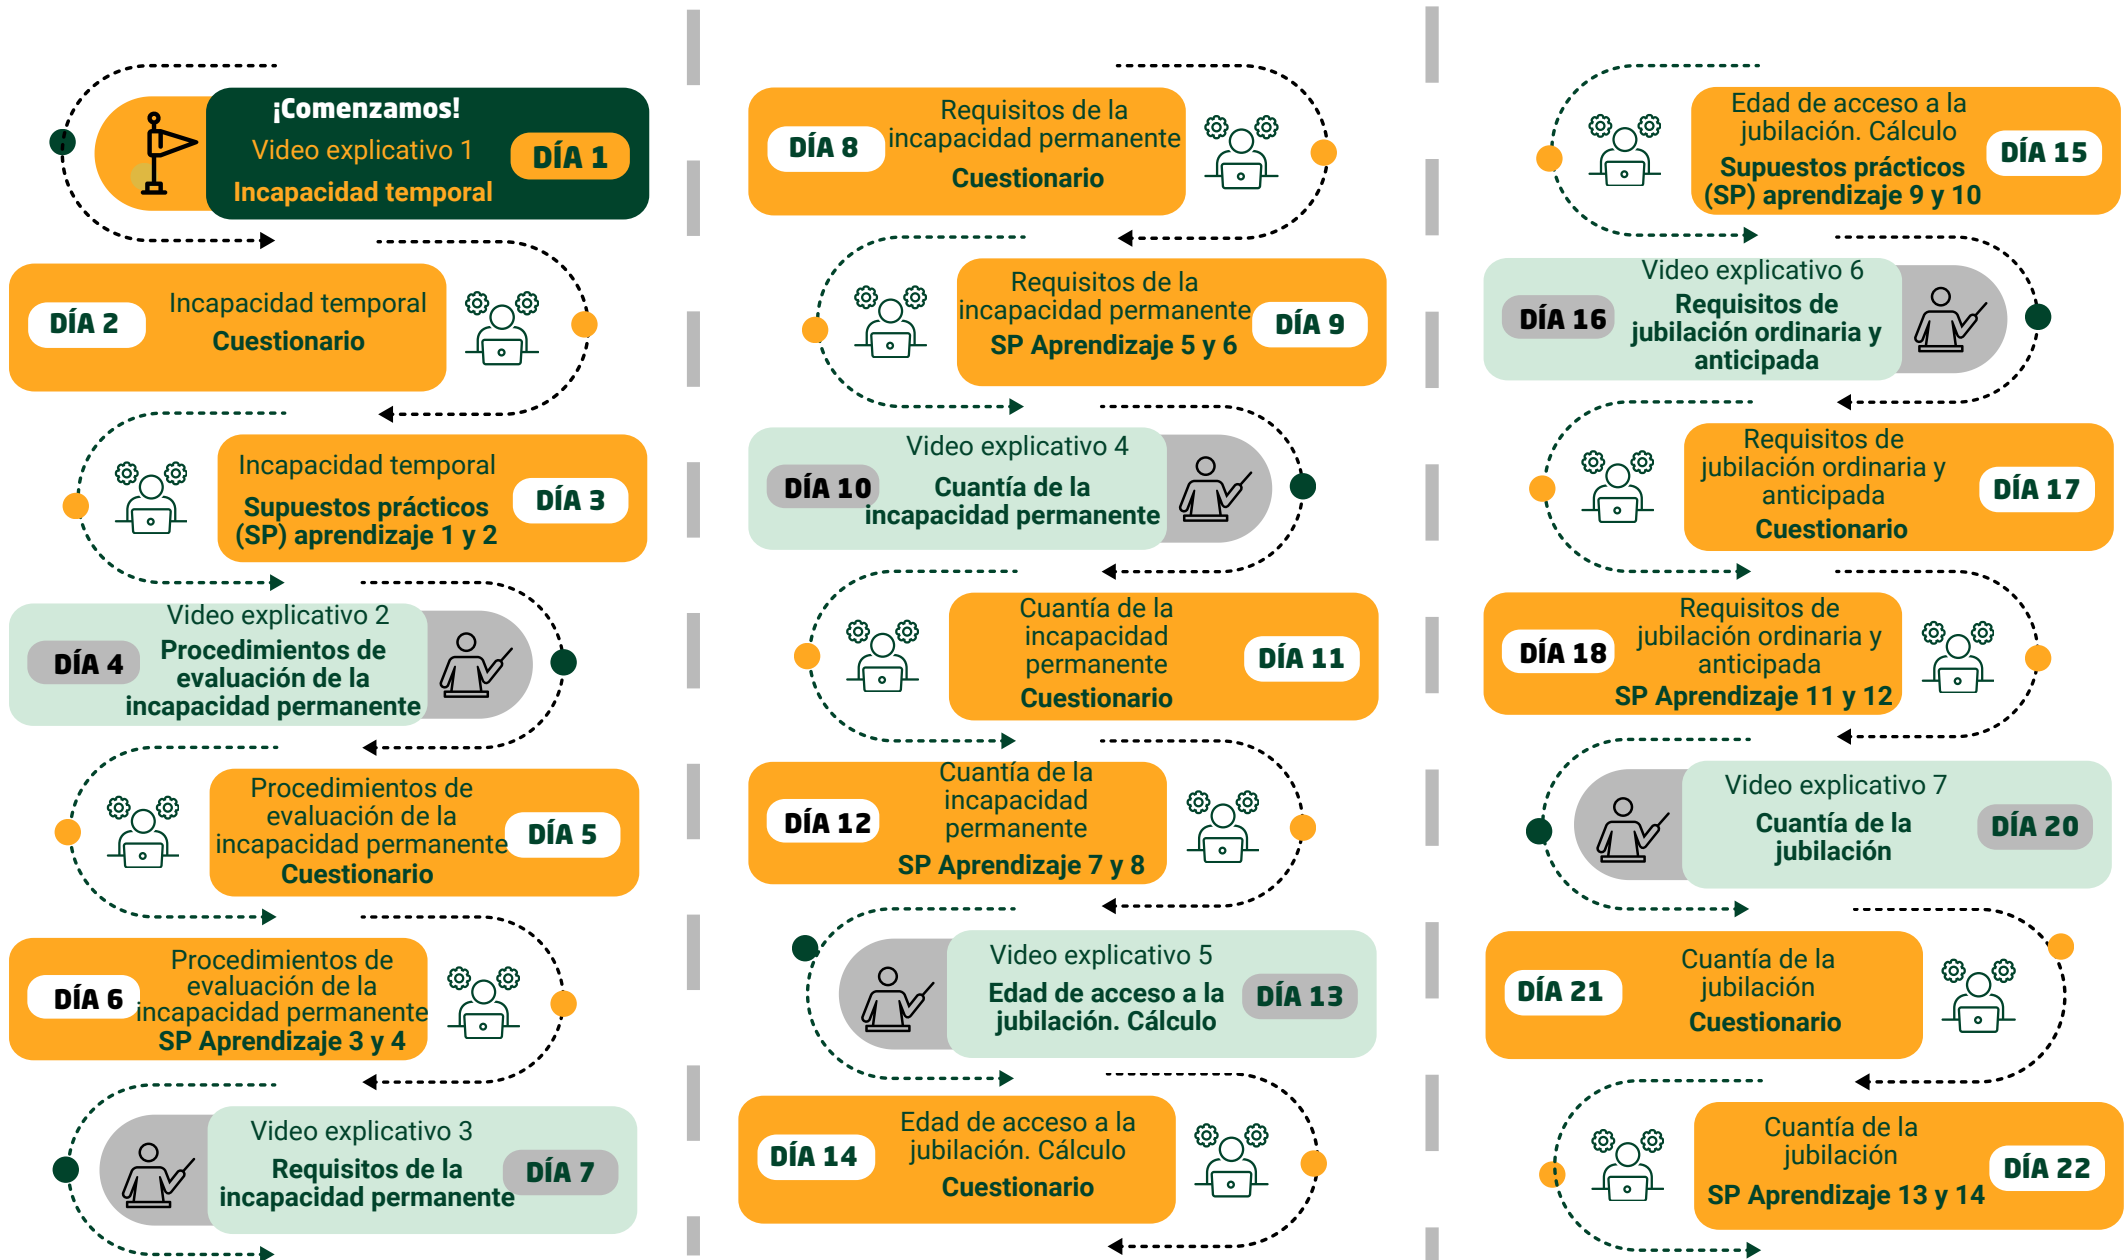 ¡Comenzamos!
Video explicativo 1
Incapacidad temporal
DÍA 1
DÍA 2
Incapacidad temporal
Cuestionario
Incapacidad temporal
Supuestos prácticos
(SP) aprendizaje 1 y 2
DÍA 3
Video explicativo 2
DÍA 4
Procedimientos de
evaluación de la
incapacidad permanente
Procedimientos de
evaluación de la
incapacidad permanente
Cuestionario
DÍA 5
DÍA 6
Procedimientos de
evaluación de la
incapacidad permanente
SP Aprendizaje 3 y 4
Video explicativo 3
Requisitos de la
incapacidad permanente
DÍA 7
DÍA 8
Requisitos de la
incapacidad permanente
Cuestionario
Requisitos de la
incapacidad permanente
SP Aprendizaje 5 y 6
DÍA 9
Video explicativo 4
DÍA 10
Cuantía de la
incapacidad permanente
Cuantía de la
incapacidad
permanente
Cuestionario
DÍA 11
DÍA 12
Cuantía de la
incapacidad
permanente
SP Aprendizaje 7 y 8
Video explicativo 5
Edad de acceso a la
jubilación. Cálculo
DÍA 13
DÍA 14
Edad de acceso a la
jubilación. Cálculo
Cuestionario
Edad de acceso a la
jubilación. Cálculo
Supuestos prácticos
(SP) aprendizaje 9 y 10
DÍA 15
Video explicativo 6
DÍA 16
Requisitos de
jubilación ordinaria y
anticipada
Requisitos de
jubilación ordinaria y
anticipada
Cuestionario
DÍA 17
DÍA 18
Requisitos de
jubilación ordinaria y
anticipada
SP Aprendizaje 11 y 12
Video explicativo 7
Cuantía de la
jubilación
DÍA 20
DÍA 21
Cuantía de la
jubilación
Cuestionario
Cuantía de la
jubilación
SP Aprendizaje 13 y 14
DÍA 22